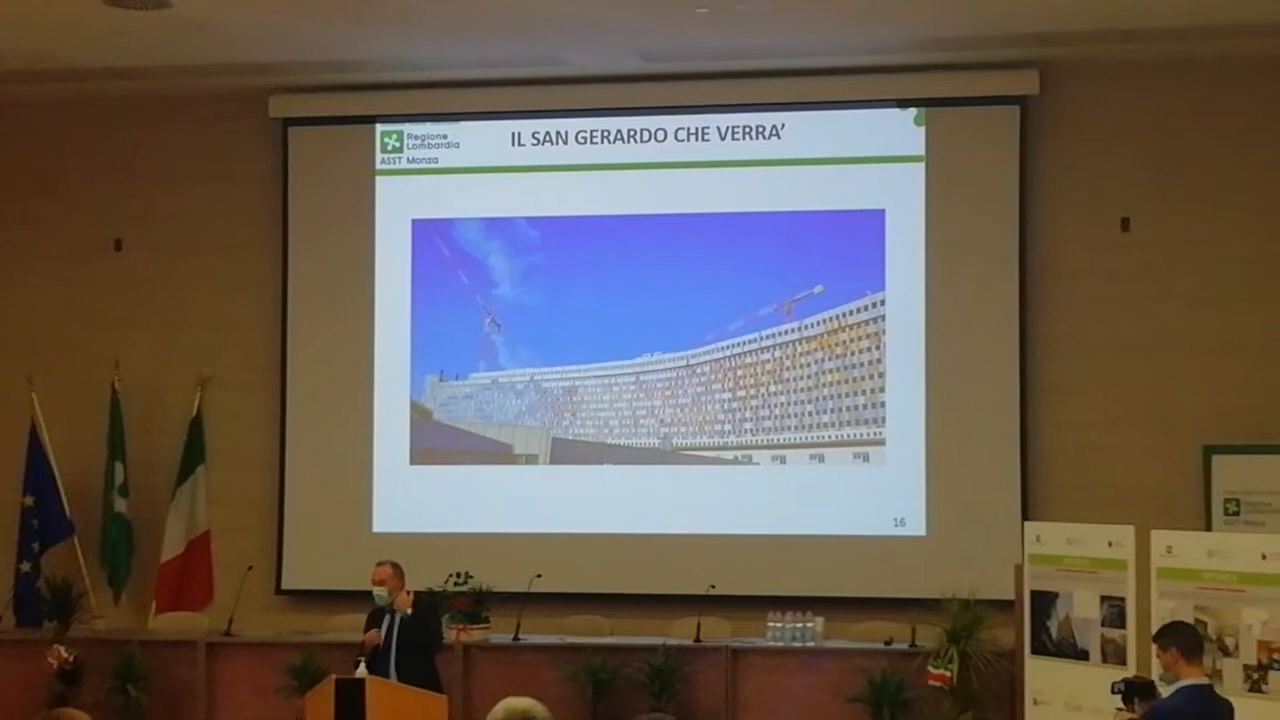 IL SAN GERARDO CHE VERRA'
Regione
Lombardia
ASST Monza
16